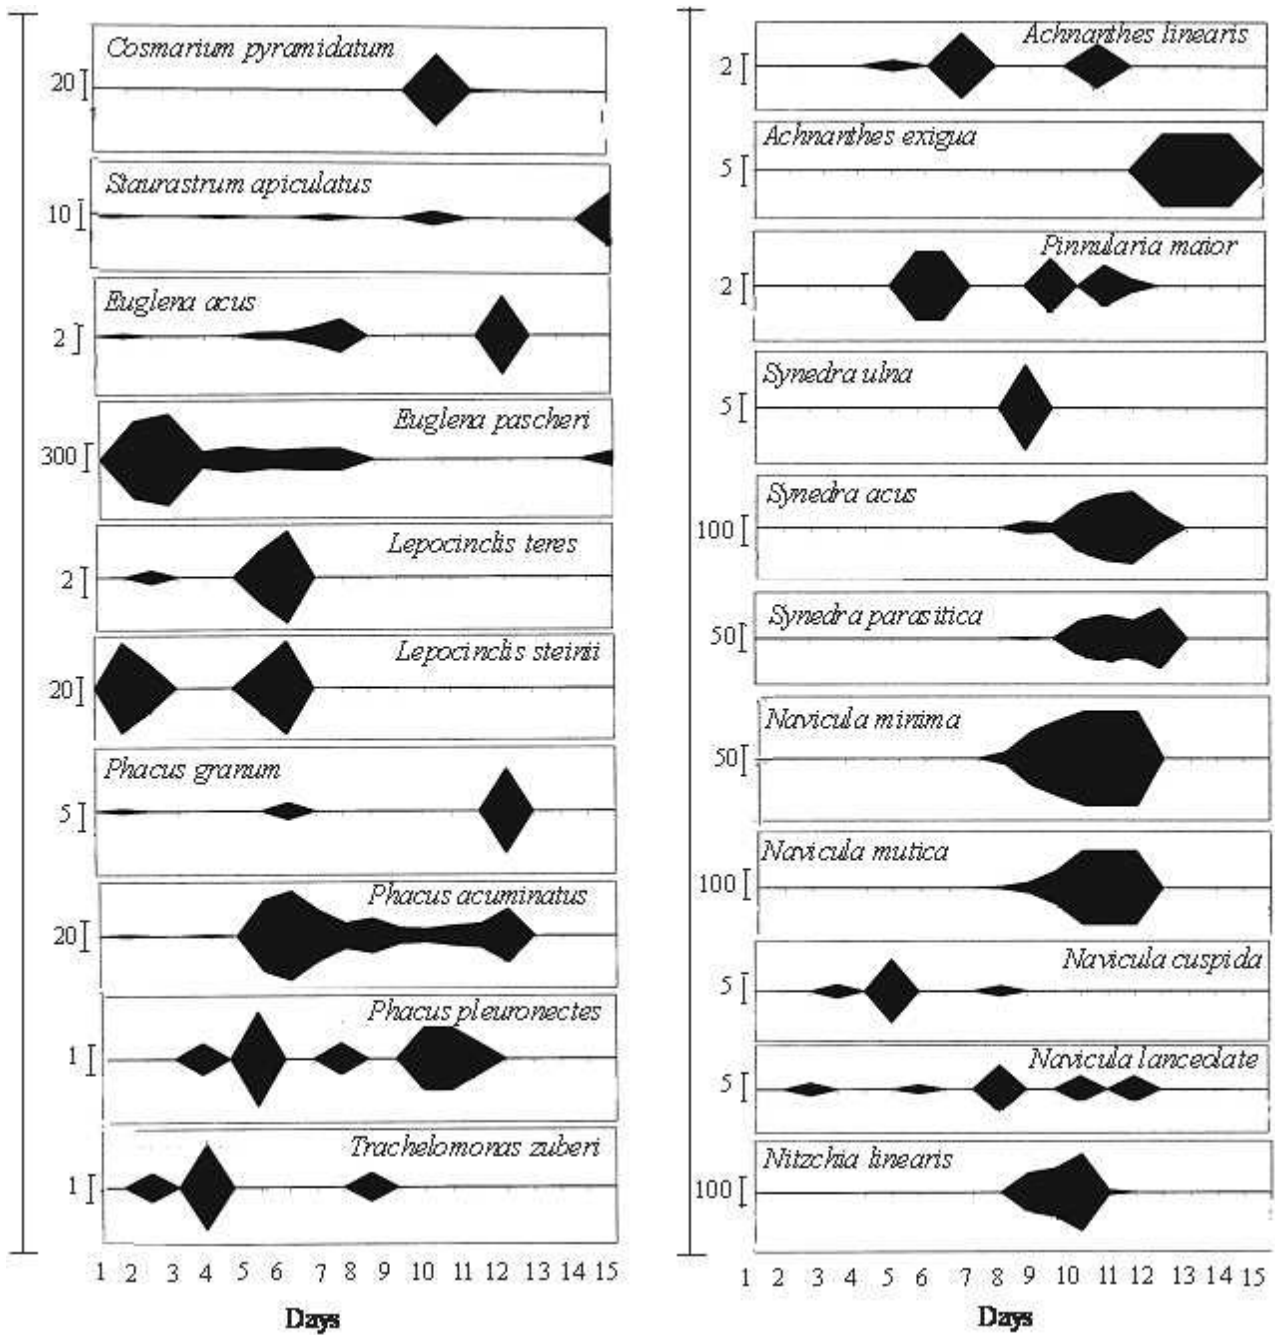 Cosmarium pyramidatum
20
Staurastrum apiculatus
10
Euglena acus
2
Euglena pascheri
300
Lepocinclis teres
2
Lepocinclis steinii
20
Phacus granum
5
Phacus acuminatus
20
Phacus pleuronectes
1
Trachelomonas zuberi
1
1 2 3 4 5 6 7 8 9 10 11 12 13 14 15
Days
Achnanthes linearis
2
Achnanthes exigua
5
Pinnularia maior
2
Synedra ulna
5
Synedra acus
100
Synedra parasitica
50
Navicula minima
50
Navicula mutica
100
Navicula cuspida
5
Navicula lanceolate
5
Nitzchia linearis
100
1 2 3 4 5 6 7 8 9 10 11 12 13 14 15
Days